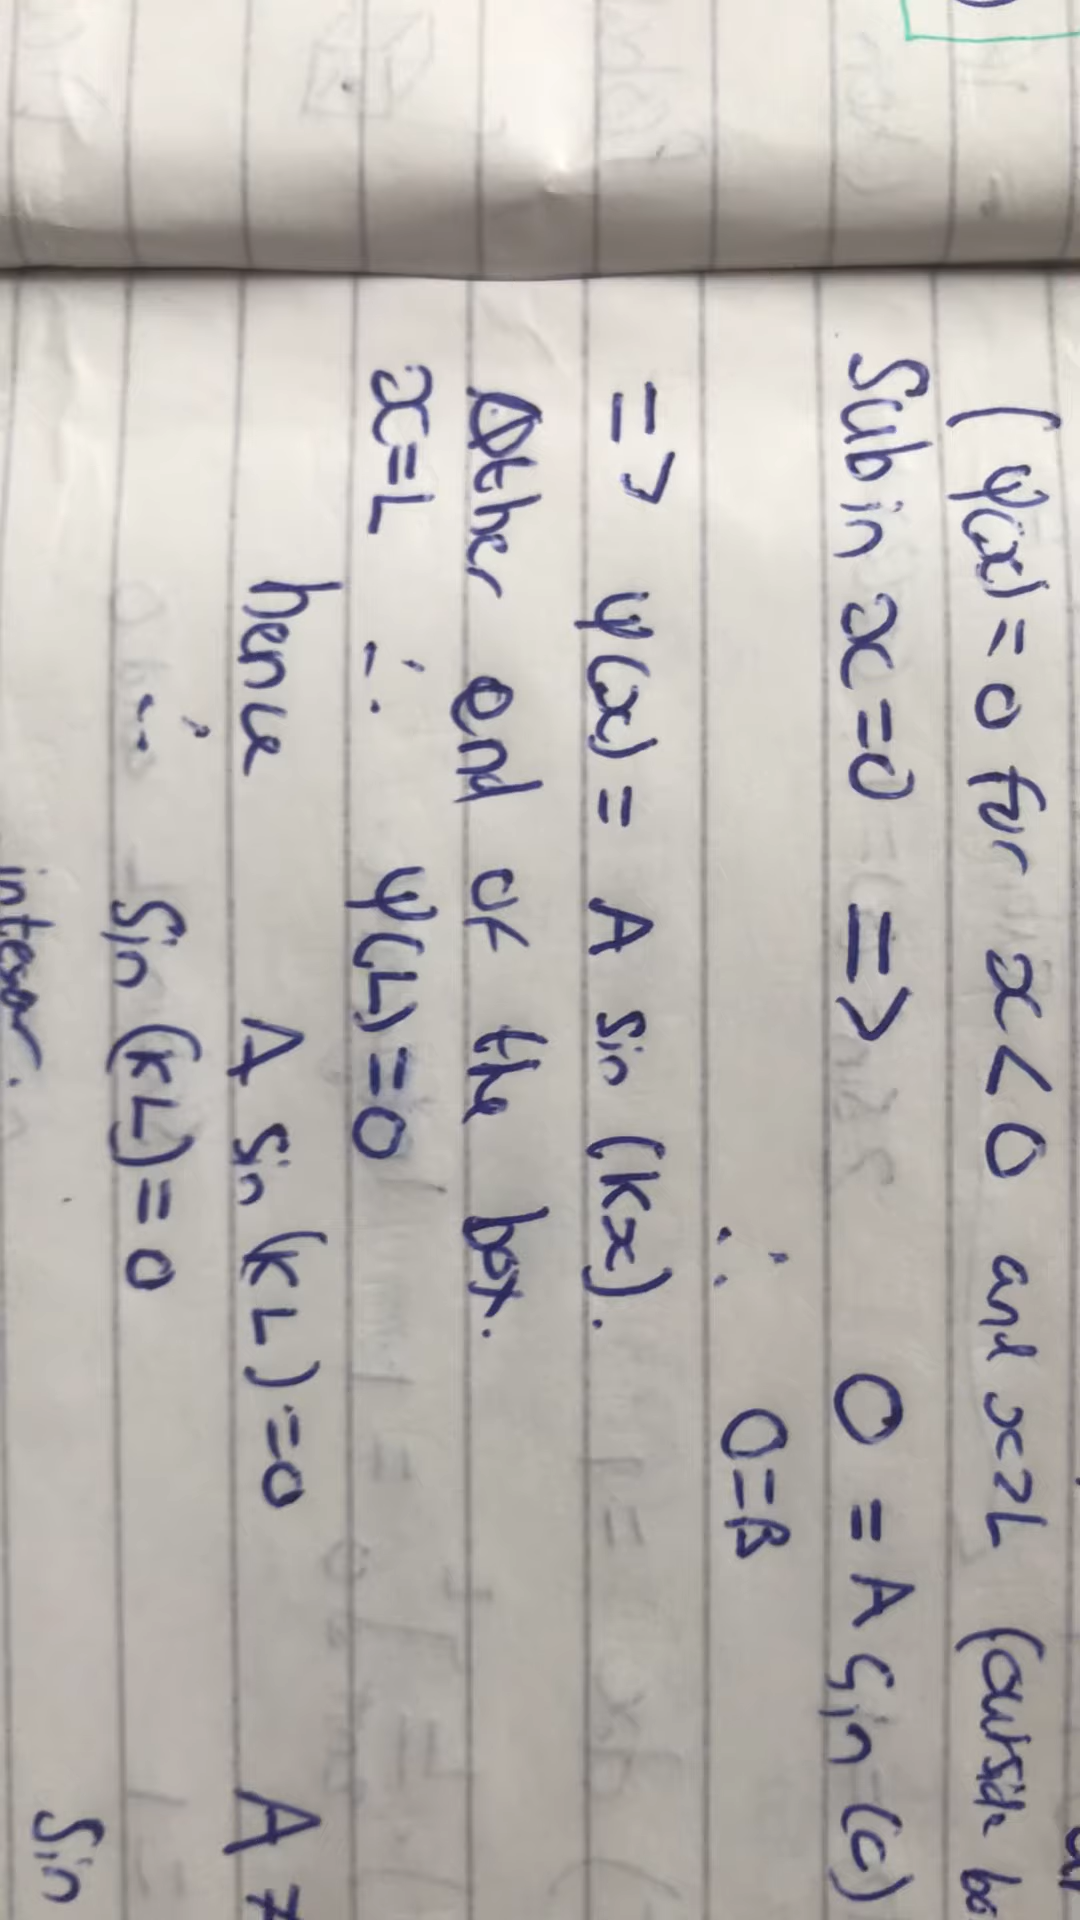 (ψ(x) = 0 for x<0 and x>L (outside bo
Sub in x=0 => 0 = A Sin (0)
∴ 0=B
=> ψ(x) = A Sin (kx).
Other end of the box.
x=L ∴ ψ(L)=0
hence A Sin (kL)=0 A ≠
∴ Sin (kL) = 0
Sin
integer.